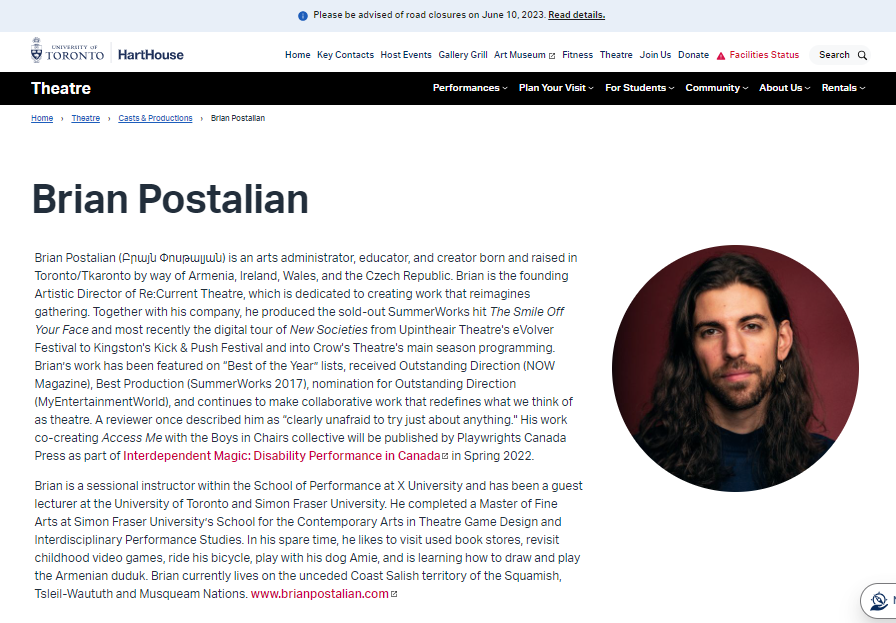 Please be advised of road closures on June 10, 2023. Read details.
UNIVERSITY OF
TORONTO
HartHouse
Home Key Contacts Host Events Gallery Grill Art Museum Fitness Theatre Join Us Donate Facilities Status Search
Theatre
Performances Plan Your Visit For Students Community About Us Rentals
Home › Theatre › Casts & Productions › Brian Postalian
Brian Postalian
Brian Postalian (Բրայն Փոսթալյան) is an arts administrator, educator, and creator born and raised in
Toronto/Tkaronto by way of Armenia, Ireland, Wales, and the Czech Republic. Brian is the founding
Artistic Director of Re:Current Theatre, which is dedicated to creating work that reimagines
gathering. Together with his company, he produced the sold-out SummerWorks hit The Smile Off
Your Face and most recently the digital tour of New Societies from Upintheair Theatre's eVolver
Festival to Kingston's Kick & Push Festival and into Crow's Theatre's main season programming.
Brian's work has been featured on “Best of the Year” lists, received Outstanding Direction (NOW
Magazine), Best Production (SummerWorks 2017), nomination for Outstanding Direction
(MyEntertainmentWorld), and continues to make collaborative work that redefines what we think of
as theatre. A reviewer once described him as “clearly unafraid to try just about anything.” His work
co-creating Access Me with the Boys in Chairs collective will be published by Playwrights Canada
Press as part of Interdependent Magic: Disability Performance in Canada in Spring 2022.
Brian is a sessional instructor within the School of Performance at X University and has been a guest
lecturer at the University of Toronto and Simon Fraser University. He completed a Master of Fine
Arts at Simon Fraser University's School for the Contemporary Arts in Theatre Game Design and
Interdisciplinary Performance Studies. In his spare time, he likes to visit used book stores, revisit
childhood video games, ride his bicycle, play with his dog Amie, and is learning how to draw and play
the Armenian duduk. Brian currently lives on the unceded Coast Salish territory of the Squamish,
Tsleil-Waututh and Musqueam Nations. www.brianpostalian.com